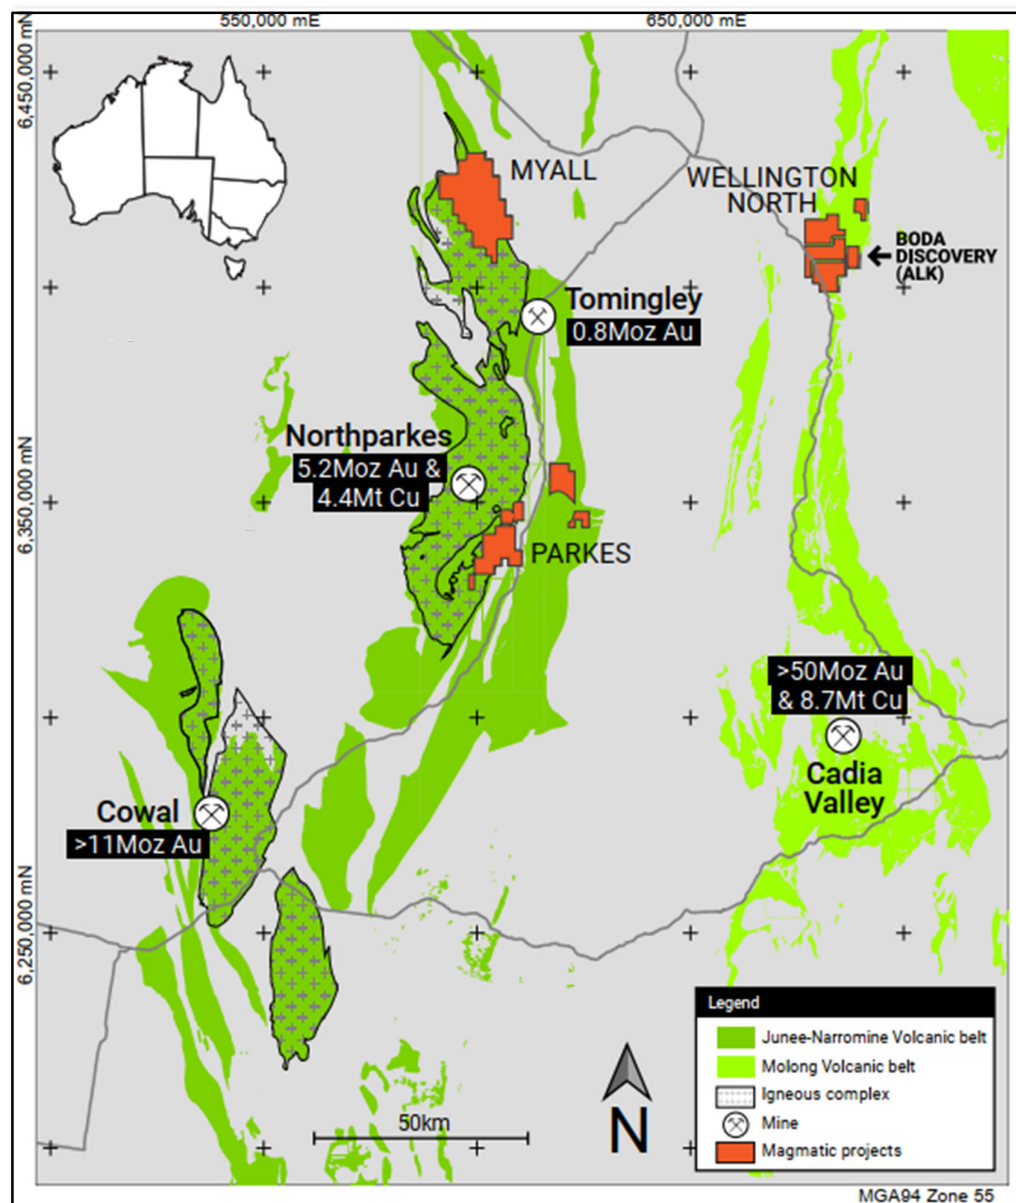 550,000 mE
650,000 mE
6,450,000 mN
MYALL
WELLINGTON
NORTH
BODA
DISCOVERY
(ALK)
Tomingley
0.8Moz Au
Northparkes
5.2Moz Au &
4.4Mt Cu
6,350,000 mN
PARKES
>50Moz Au
& 8.7Mt Cu
Cadia
Valley
Cowal
>11Moz Au
6,250,000 mN
Legend
Junee-Narromine Volcanic belt
Molong Volcanic belt
Igneous complex
Mine
Magmatic projects
50km
N
MGA94 Zone 55